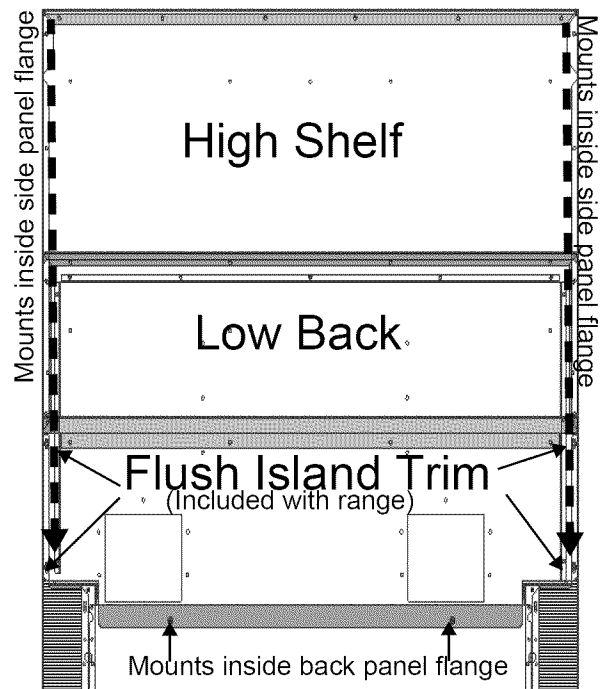 Mounts inside side panel flange
Mounts inside side panel flange
High Shelf
Low Back
Flush Island Trim
(Included with range)
Mounts inside back panel flange